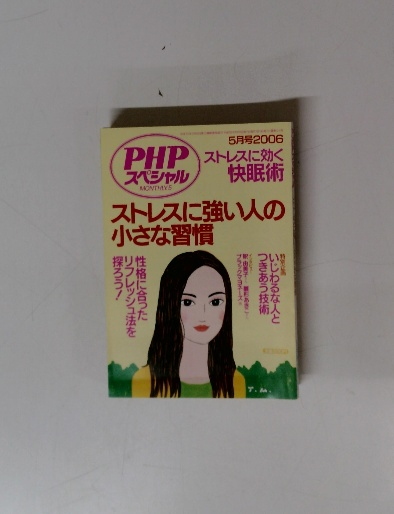 5月号2006
PHP
スペシャル
MONTHLY
ストレスに効く
快眠術
ストレスに強い人の
小さな習慣
いじわるな人と
つきあう技術
性格に合った
リフレッシュ法を
探ろう!
T.M.